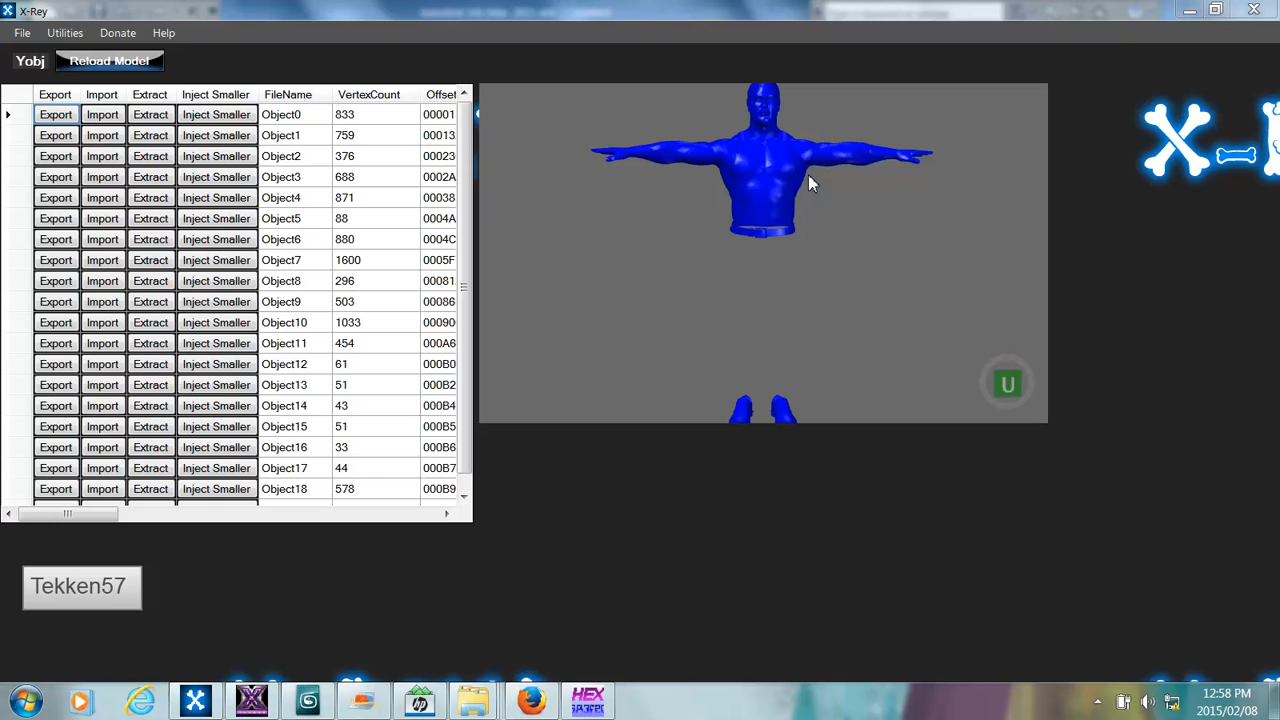 X-Rey
File Utilities Donate Help
Yobj Reload Model
Export Import Extract Inject Smaller FileName VertexCount Offset
Export Import Extract Inject Smaller Object0 833 00001
Export Import Extract Inject Smaller Object1 759 00013
Export Import Extract Inject Smaller Object2 376 00023
Export Import Extract Inject Smaller Object3 688 0002A
Export Import Extract Inject Smaller Object4 871 00038
Export Import Extract Inject Smaller Object5 88 0004A
Export Import Extract Inject Smaller Object6 880 0004C
Export Import Extract Inject Smaller Object7 1600 0005F
Export Import Extract Inject Smaller Object8 296 00081
Export Import Extract Inject Smaller Object9 503 00086
Export Import Extract Inject Smaller Object10 1033 00090
Export Import Extract Inject Smaller Object11 454 000A6
Export Import Extract Inject Smaller Object12 61 000B0
Export Import Extract Inject Smaller Object13 51 000B2
Export Import Extract Inject Smaller Object14 43 000B4
Export Import Extract Inject Smaller Object15 51 000B5
Export Import Extract Inject Smaller Object16 33 000B6
Export Import Extract Inject Smaller Object17 44 000B7
Export Import Extract Inject Smaller Object18 578 000B9
U
Tekken57
hp
HEX
12:58 PM
2015/02/08